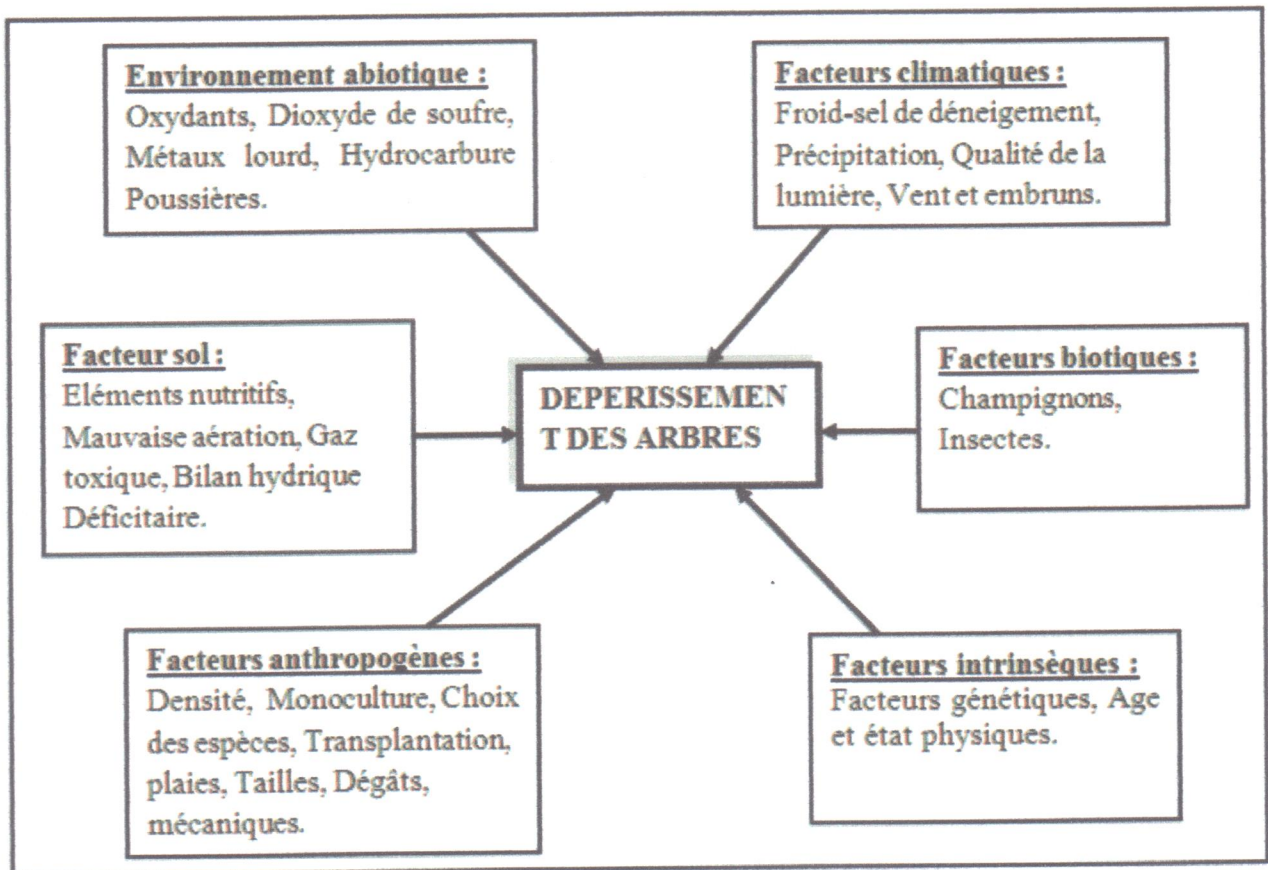 Environnement abiotique :
Oxydants, Dioxyde de soufre,
Métaux lourd, Hydrocarbure
Poussières.
Facteurs climatiques :
Froid-sel de déneigement,
Précipitation, Qualité de la
lumière, Vent et embruns.
Facteur sol :
Eléments nutritifs,
Mauvaise aération, Gaz
toxique, Bilan hydrique
Déficitaire.
DEPERISSEMEN
T DES ARBRES
Facteurs biotiques :
Champignons,
Insectes.
Facteurs anthropogènes :
Densité, Monoculture, Choix
des espèces, Transplantation,
plaies, Tailles, Dégâts,
mécaniques.
Facteurs intrinsèques :
Facteurs génétiques, Age
et état physiques.